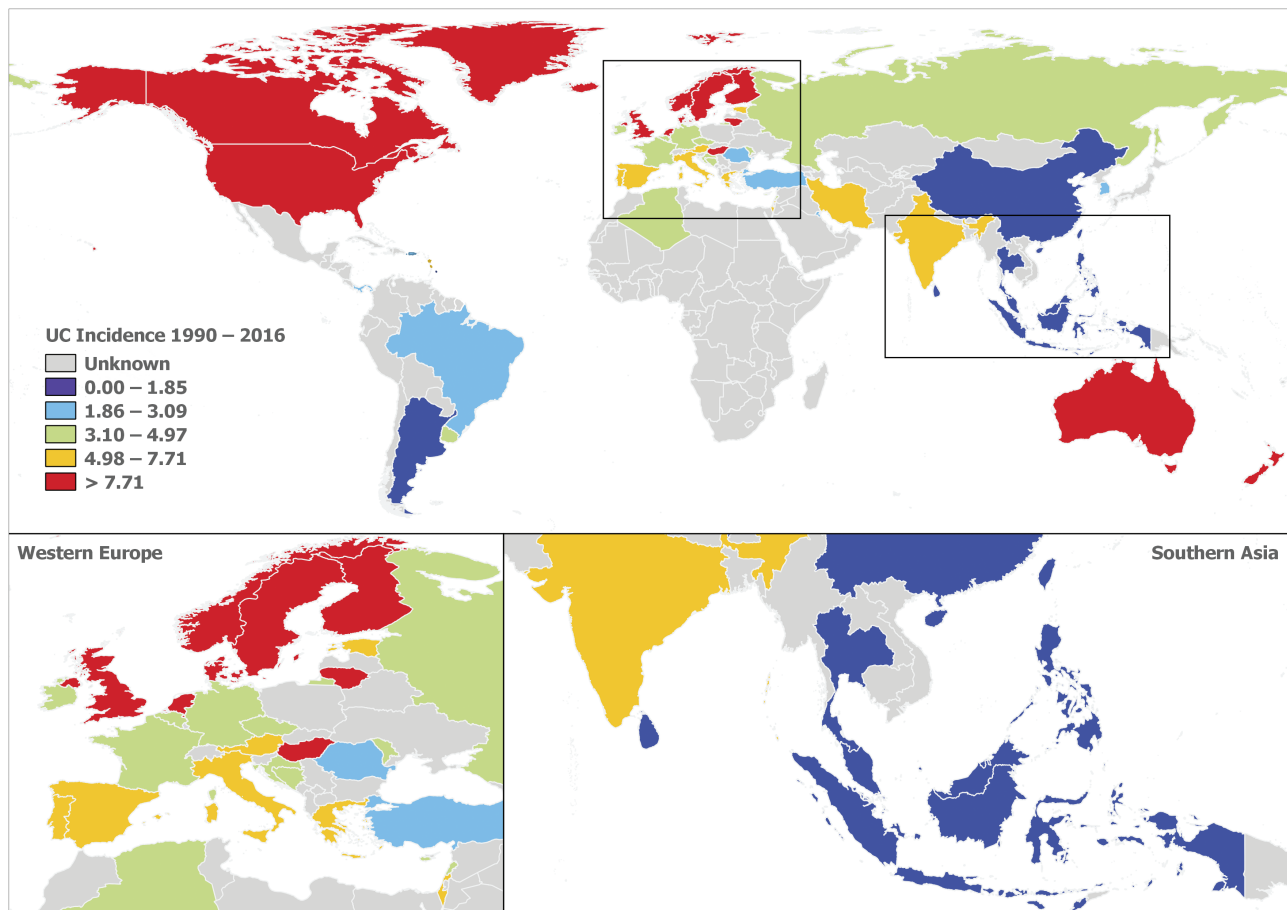 UC Incidence 1990 – 2016
Unknown
0.00 – 1.85
1.86 – 3.09
3.10 – 4.97
4.98 – 7.71
> 7.71
Western Europe
Southern Asia